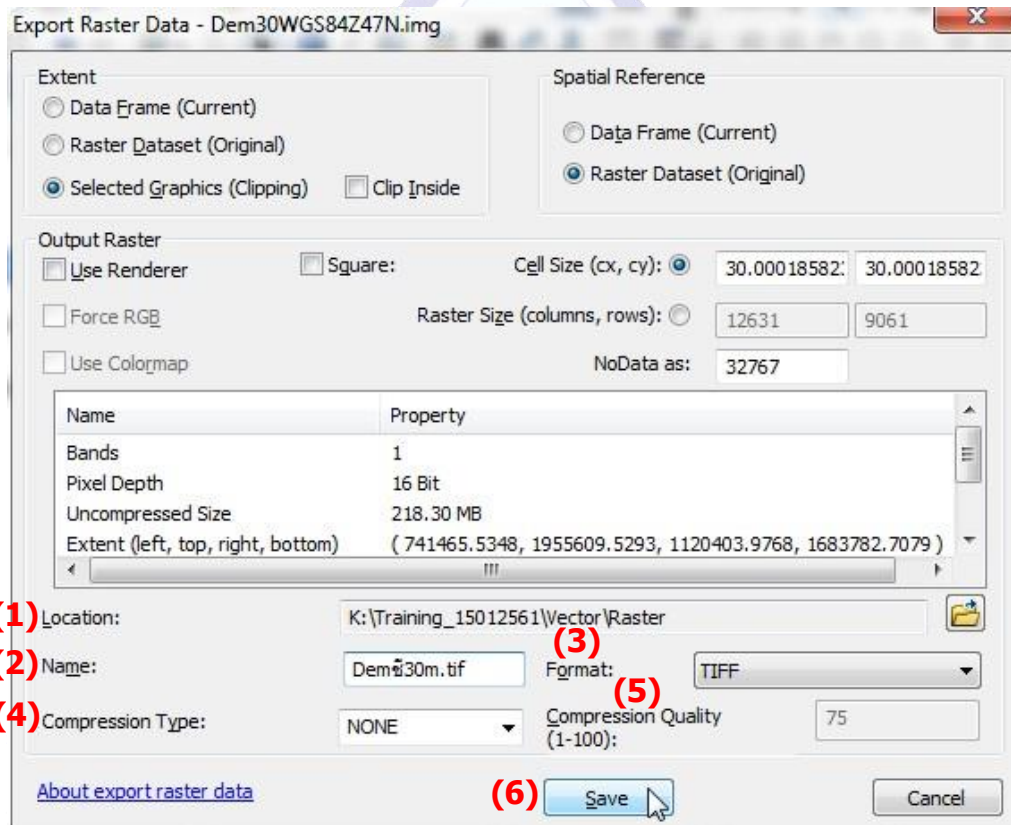 Export Raster Data - Dem30WGS84Z47N.img
Extent
Data Frame (Current)
Raster Dataset (Original)
Selected Graphics (Clipping) Clip Inside
Spatial Reference
Data Frame (Current)
Raster Dataset (Original)
Output Raster
Use Renderer Square: Cell Size (cx, cy): 30.00018582 30.00018582
Force RGB Raster Size (columns, rows): 12631 9061
Use Colormap NoData as: 32767
Name Property
Bands 1
Pixel Depth 16 Bit
Uncompressed Size 218.30 MB
Extent (left, top, right, bottom) ( 741465.5348, 1955609.5293, 1120403.9768, 1683782.7079 )
(1) Location: K:\Training_15012561\Vector\Raster
(2) Name: Demชี30m.tif (3) Format: TIFF
(4) Compression Type: NONE (5) Compression Quality (1-100): 75
About export raster data (6) Save Cancel